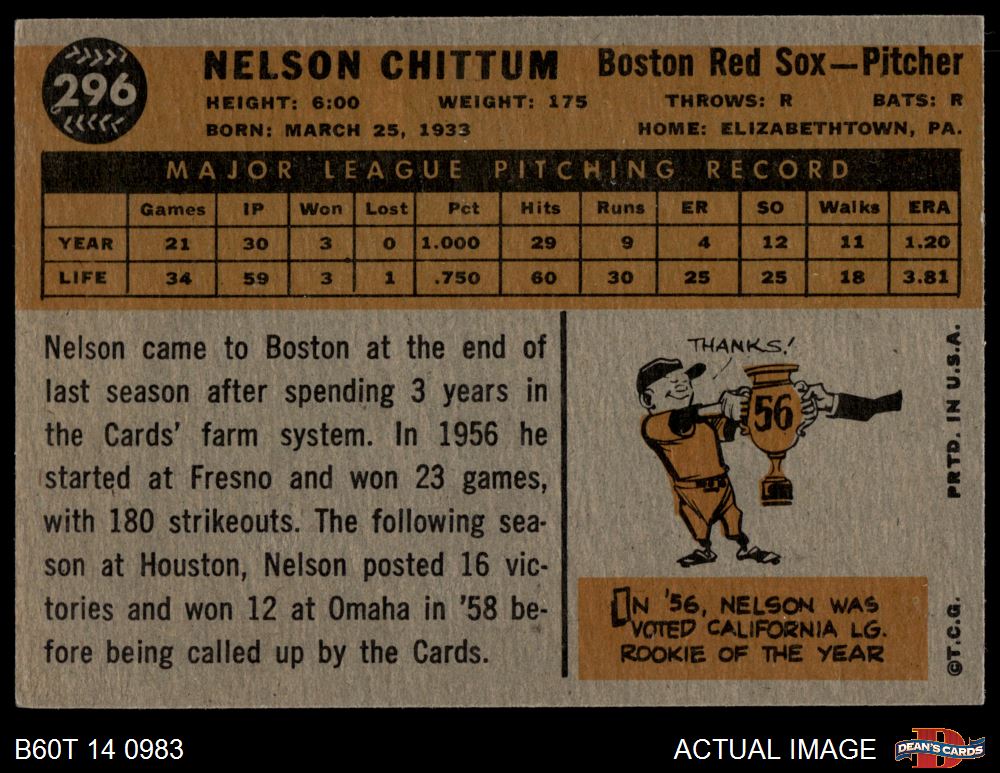 296
NELSON CHITTUM Boston Red Sox—Pitcher
HEIGHT: 6:00 WEIGHT: 175 THROWS: R BATS: R
BORN: MARCH 25, 1933 HOME: ELIZABETHTOWN, PA.
MAJOR LEAGUE PITCHING RECORD
Games IP Won Lost Pct Hits Runs ER SO Walks ERA
YEAR 21 30 3 0 1.000 29 9 4 12 11 1.20
LIFE 34 59 3 1 .750 60 30 25 25 18 3.81
Nelson came to Boston at the end of
last season after spending 3 years in
the Cards' farm system. In 1956 he
started at Fresno and won 23 games,
with 180 strikeouts. The following sea-
son at Houston, Nelson posted 16 vic-
tories and won 12 at Omaha in '58 be-
fore being called up by the Cards.
THANKS!
56
ON '56, NELSON WAS
VOTED CALIFORNIA LG.
ROOKIE OF THE YEAR
PRTD. IN U.S.A.
©T.C.G.
B60T 14 0983
ACTUAL IMAGE
D
DEAN'S CARDS